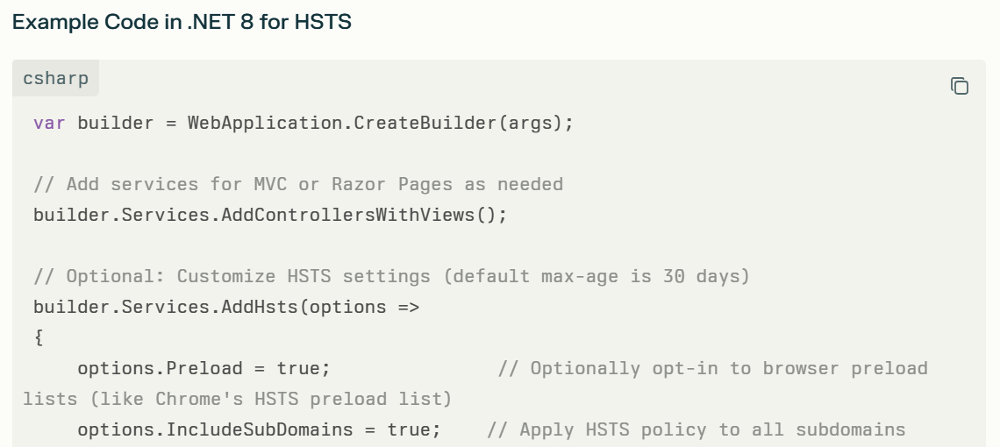 Example Code in .NET 8 for HSTS
csharp
var builder = WebApplication.CreateBuilder(args);
// Add services for MVC or Razor Pages as needed
builder.Services.AddControllersWithViews();
// Optional: Customize HSTS settings (default max-age is 30 days)
builder.Services.AddHsts(options =>
{
    options.Preload = true;               // Optionally opt-in to browser preload
lists (like Chrome's HSTS preload list)
    options.IncludeSubDomains = true;    // Apply HSTS policy to all subdomains